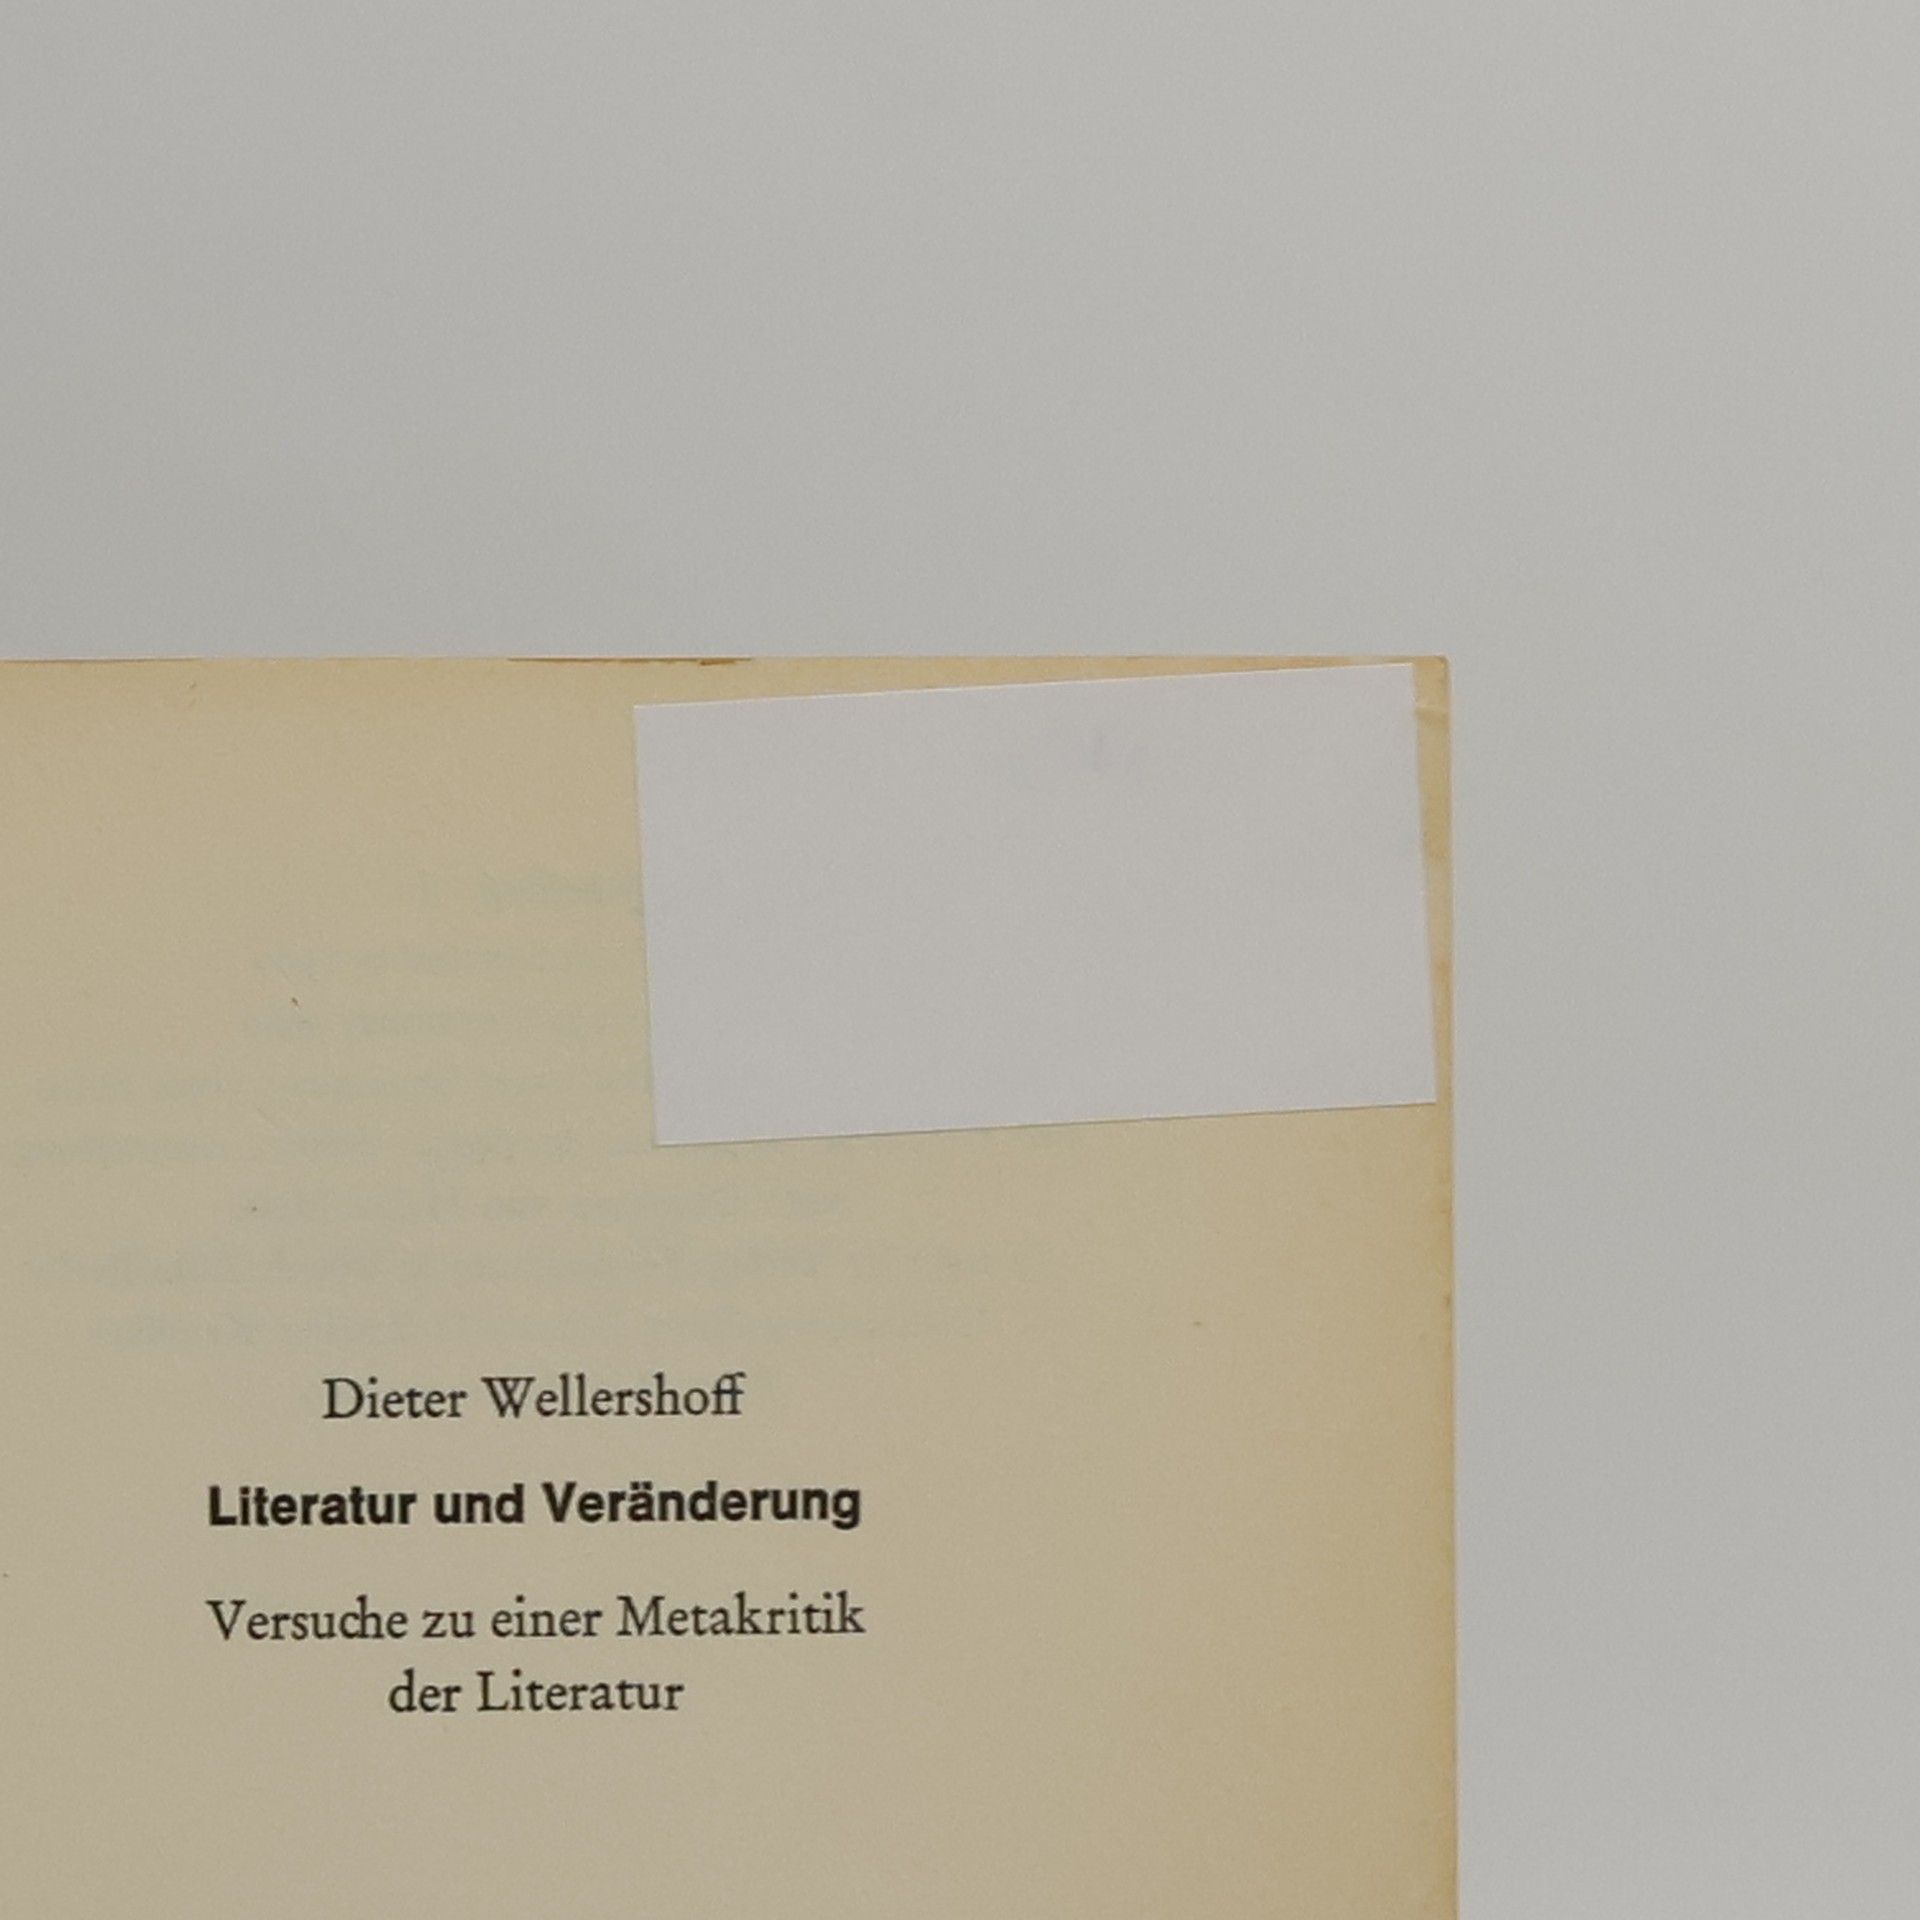 Dieter Wellershoff
Literatur und Veränderung
Versuche zu einer Metakritik
der Literatur